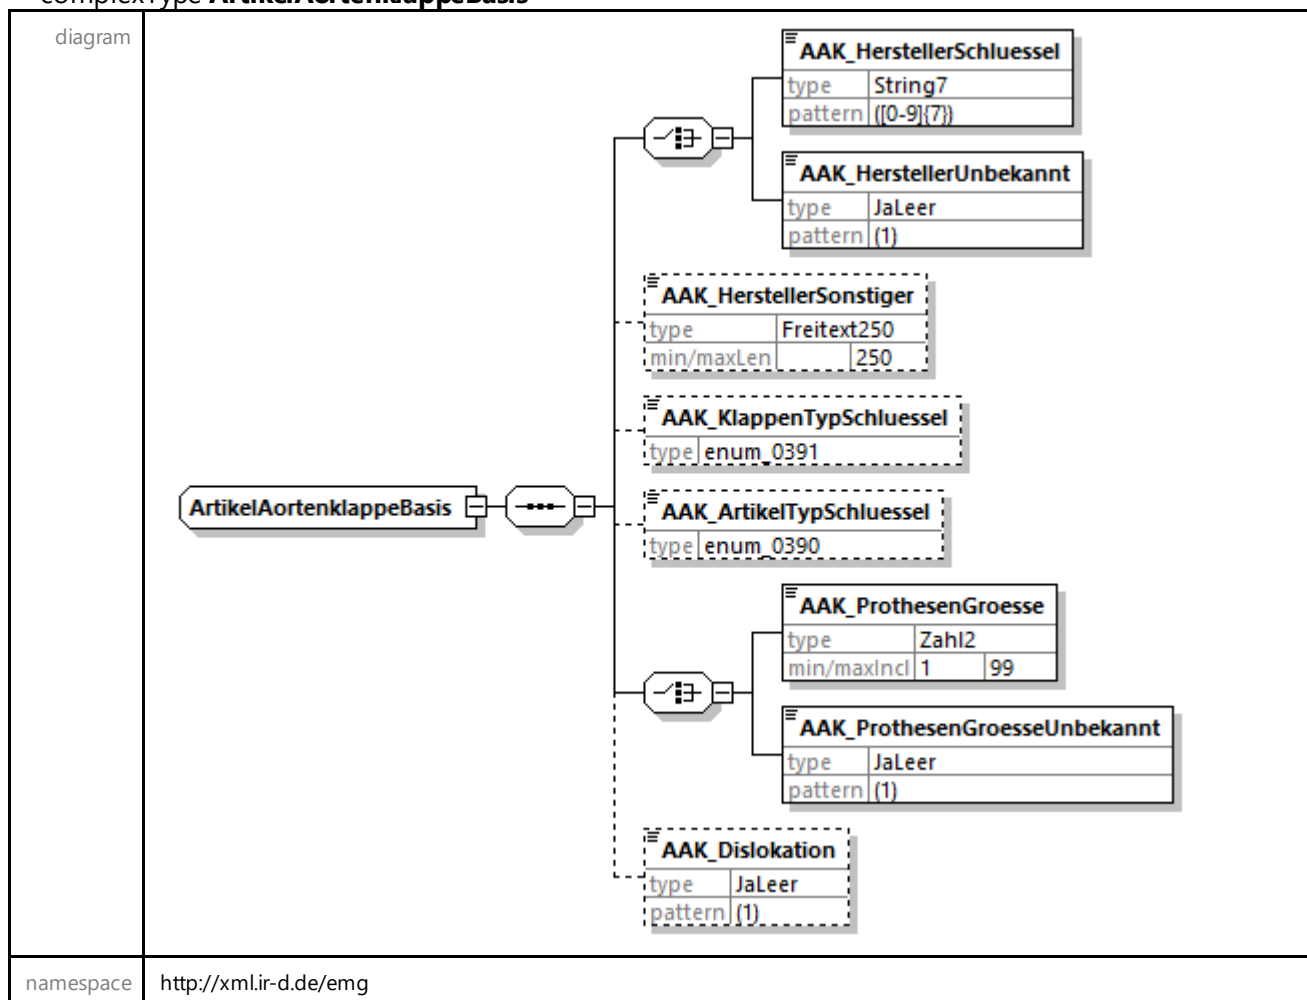 complexType ArtikelAortenklappeBasis
diagram
AAK_HerstellerSchluessel
type String7
pattern ([0-9]{7})
AAK_HerstellerUnbekannt
type JaLeer
pattern (1)
AAK_HerstellerSonstiger
type Freitext250
min/maxLen 250
AAK_KlappenTypSchluessel
type enum_0391
ArtikelAortenklappeBasis
AAK_ArtikelTypSchluessel
type enum_0390
AAK_ProthesenGroesse
type Zahl2
min/maxIncl 1 99
AAK_ProthesenGroesseUnbekannt
type JaLeer
pattern (1)
AAK_Dislokation
type JaLeer
pattern (1)
namespace http://xml.ir-d.de/emg